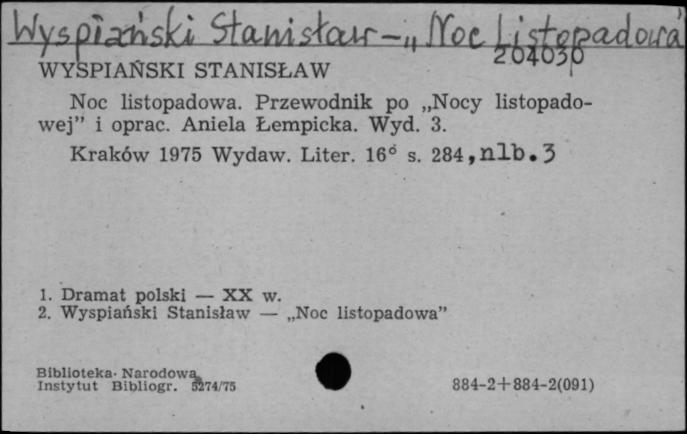 Wyspiański Stanisław – „Noc Listopadowa"
204030
WYSPIAŃSKI STANISŁAW
Noc listopadowa. Przewodnik po „Nocy listopado-
wej” i oprac. Aniela Łempicka. Wyd. 3.
Kraków 1975 Wydaw. Liter. 16° s. 284, nlb. 3
1. Dramat polski — XX w.
2. Wyspiański Stanisław — „Noc listopadowa”
Biblioteka Narodowa
Instytut Bibliogr. 5274/75
884-2+884-2(091)